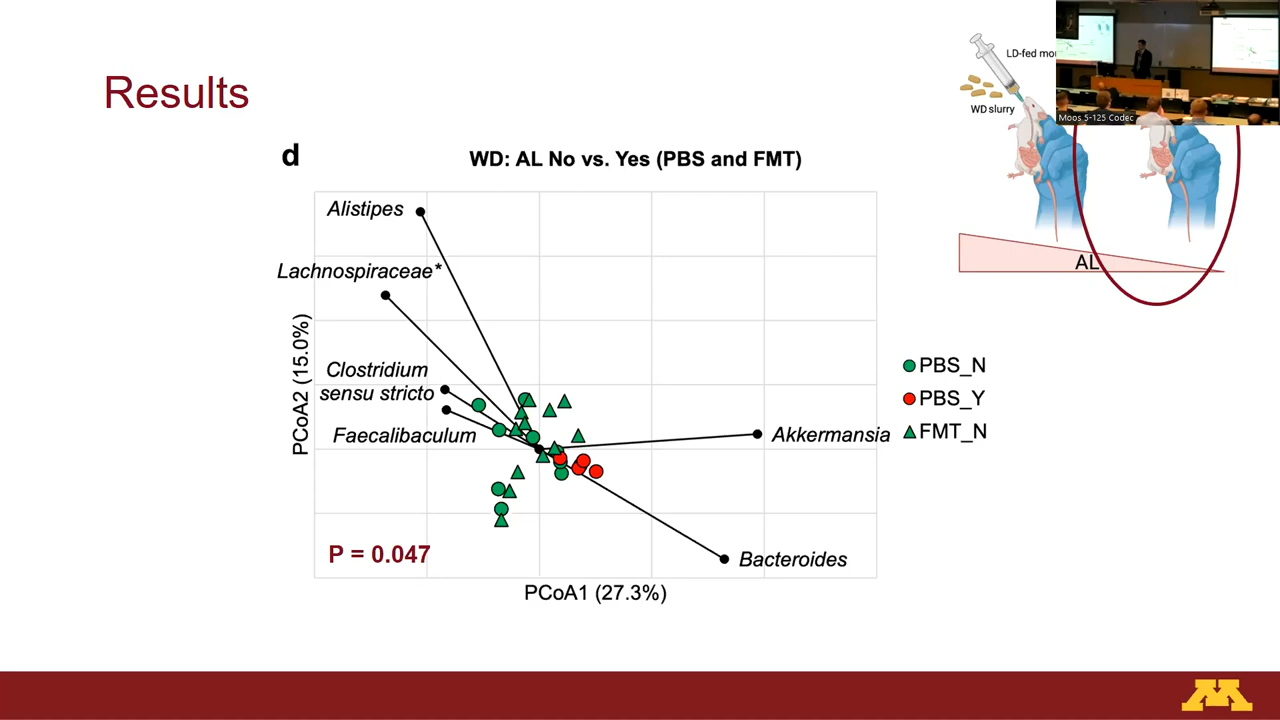 Results
LD-fed mou
WD slurry
Moos 5-125 Codec
AL
d
WD: AL No vs. Yes (PBS and FMT)
Alistipes
Lachnospiraceae*
Clostridium
sensu stricto
Faecalibaculum
Akkermansia
Bacteroides
P = 0.047
PCoA2 (15.0%)
PCoA1 (27.3%)
PBS_N
PBS_Y
FMT_N
M